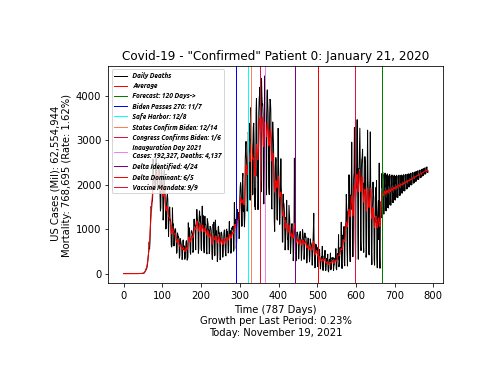 Covid-19 - "Confirmed" Patient 0: January 21, 2020
US Cases (Mil): 62,554,944
Mortality: 768,695 (Rate: 1.62%)
4000
3000
2000
1000
0
Daily Deaths
Average
Forecast: 120 Days->
Biden Passes 270: 11/7
Safe Harbor: 12/8
States Confirm Biden: 12/14
Congress Confirms Biden: 1/6
Inauguration Day 2021
Cases: 192,327, Deaths: 4,137
Delta Identified: 4/24
Delta Dominant: 6/5
Vaccine Mandate: 9/9
0 100 200 300 400 500 600 700 800
Time (787 Days)
Growth per Last Period: 0.23%
Today: November 19, 2021